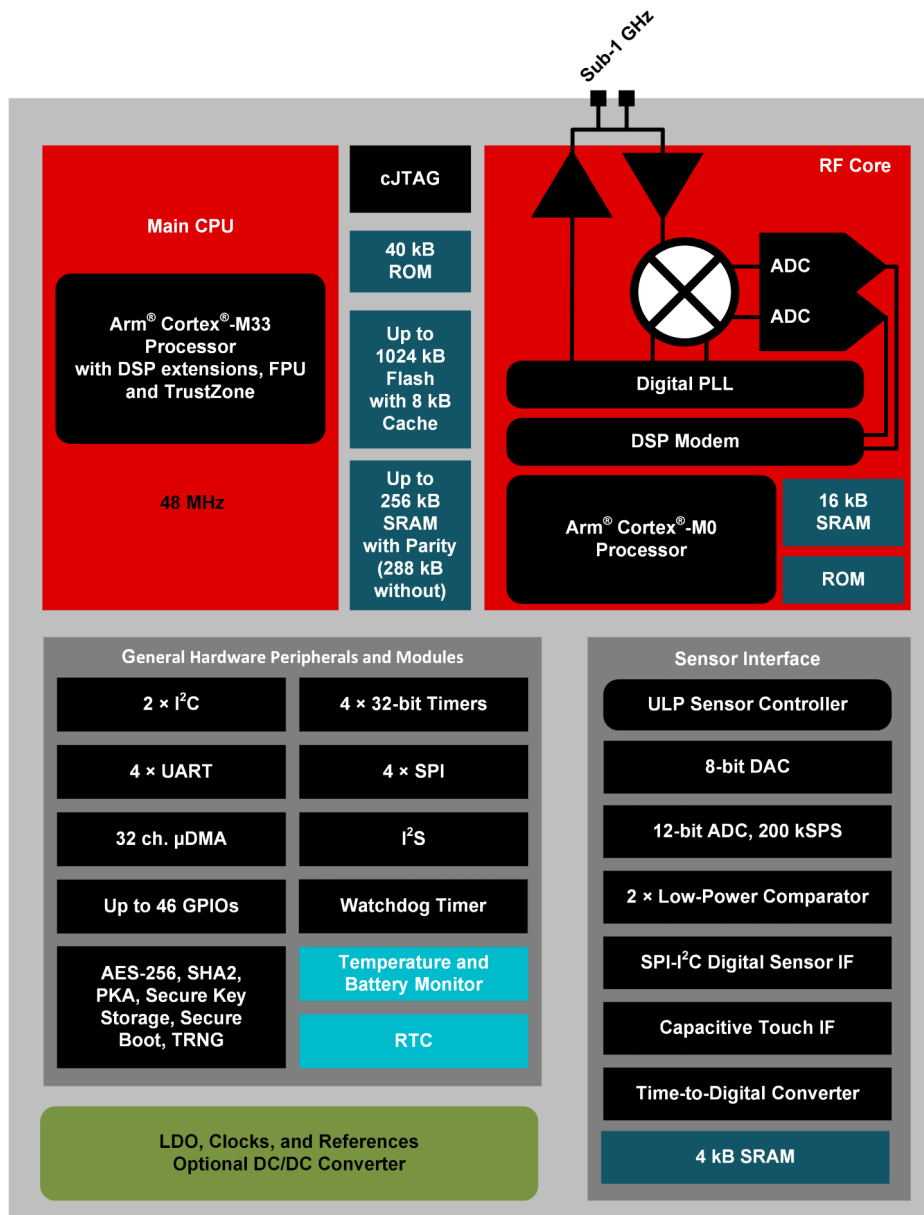 Sub-1 GHz
Main CPU
Arm® Cortex®-M33
Processor
with DSP extensions, FPU
and TrustZone
48 MHz
cJTAG
40 kB
ROM
Up to
1024 kB
Flash
with 8 kB
Cache
Up to
256 kB
SRAM
with Parity
(288 kB
without)
RF Core
ADC
ADC
Digital PLL
DSP Modem
Arm® Cortex®-M0
Processor
16 kB
SRAM
ROM
General Hardware Peripherals and Modules
2 × I²C
4 × 32-bit Timers
4 × UART
4 × SPI
32 ch. µDMA
I²S
Up to 46 GPIOs
Watchdog Timer
AES-256, SHA2,
PKA, Secure Key
Storage, Secure
Boot, TRNG
Temperature and
Battery Monitor
RTC
LDO, Clocks, and References
Optional DC/DC Converter
Sensor Interface
ULP Sensor Controller
8-bit DAC
12-bit ADC, 200 kSPS
2 × Low-Power Comparator
SPI-I²C Digital Sensor IF
Capacitive Touch IF
Time-to-Digital Converter
4 kB SRAM